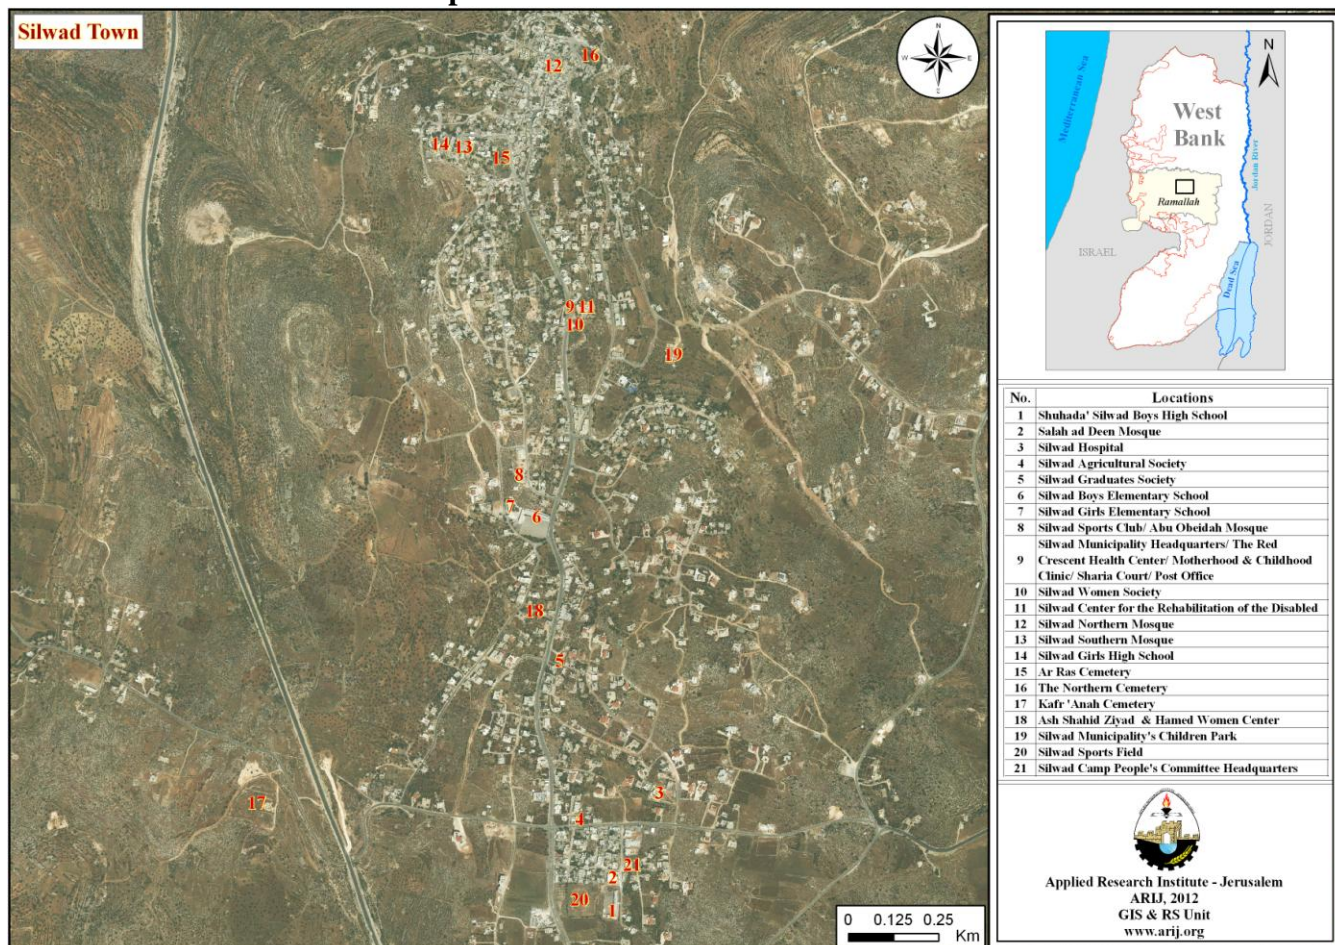 Silwad Town
N
W
E
S
12
16
14
13
15
9
11
10
19
8
7
6
18
5
17
3
4
21
2
20
1
0 0.125 0.25
Km
N
Mediterranean Sea
West
Bank
Jordan River
Ramallah
JORDAN
ISRAEL
Dead Sea
No. Locations
1 Shuhada' Silwad Boys High School
2 Salah ad Deen Mosque
3 Silwad Hospital
4 Silwad Agricultural Society
5 Silwad Graduates Society
6 Silwad Boys Elementary School
7 Silwad Girls Elementary School
8 Silwad Sports Club/ Abu Obeidah Mosque
9 Silwad Municipality Headquarters/ The Red
Crescent Health Center/ Motherhood & Childhood
Clinic/ Sharia Court/ Post Office
10 Silwad Women Society
11 Silwad Center for the Rehabilitation of the Disabled
12 Silwad Northern Mosque
13 Silwad Southern Mosque
14 Silwad Girls High School
15 Ar Ras Cemetery
16 The Northern Cemetery
17 Kafr 'Anah Cemetery
18 Ash Shahid Ziyad & Hamed Women Center
19 Silwad Municipality's Children Park
20 Silwad Sports Field
21 Silwad Camp People's Committee Headquarters
Applied Research Institute - Jerusalem
ARIJ, 2012
GIS & RS Unit
www.arij.org